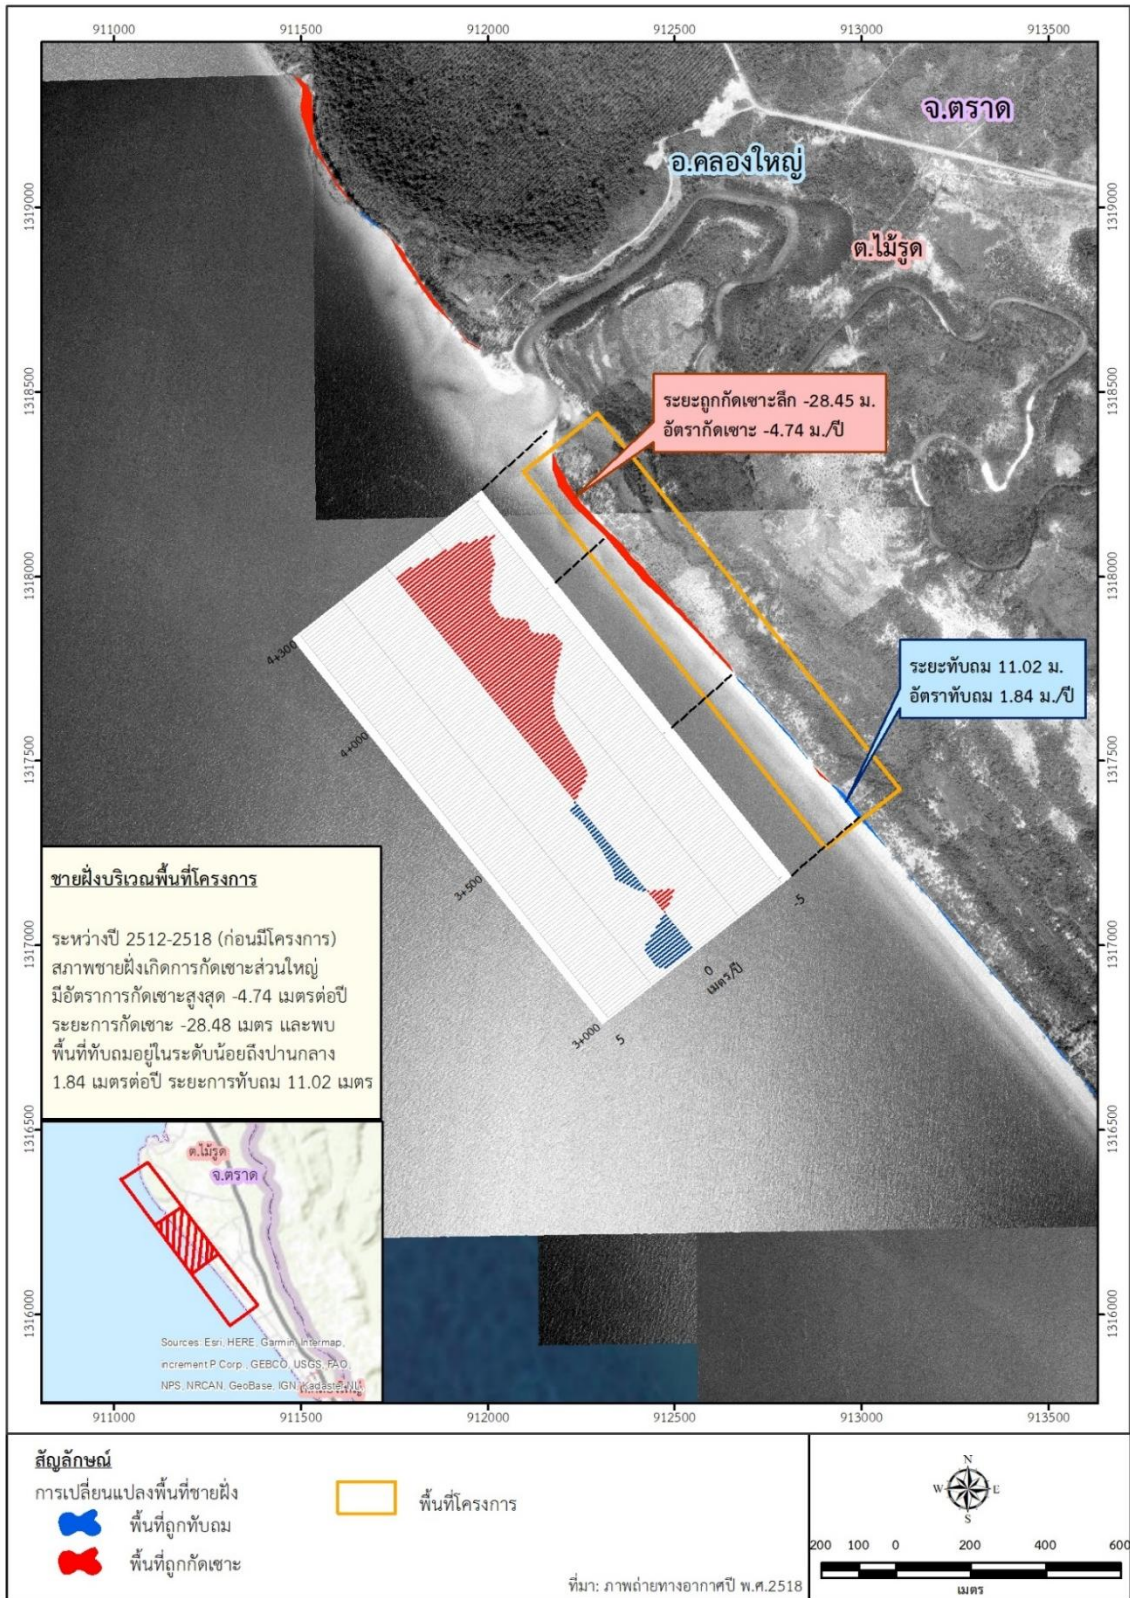 911000 911500 912000 912500 913000 913500
จ.ตราด
อ.คลองใหญ่
ต.ไม้รูด
1319000 1319000
1318500 1318500
1318000 1318000
1317500 1317500
1317000 1317000
1316500 1316500
1316000 1316000
ระยะถูกกัดเซาะลึก -28.45 ม.
อัตรากัดเซาะ -4.74 ม./ปี
ระยะทับถม 11.02 ม.
อัตราทับถม 1.84 ม./ปี
4+300
4+000
3+500
3+000
5
0
-5
เมตร/ปี
ชายฝั่งบริเวณพื้นที่โครงการ
ระหว่างปี 2512-2518 (ก่อนมีโครงการ)
สภาพชายฝั่งเกิดการกัดเซาะส่วนใหญ่
มีอัตราการกัดเซาะสูงสุด -4.74 เมตรต่อปี
ระยะการกัดเซาะ -28.48 เมตร และพบ
พื้นที่ทับถมอยู่ในระดับน้อยถึงปานกลาง
1.84 เมตรต่อปี ระยะการทับถม 11.02 เมตร
ต.ไม้รูด
จ.ตราด
Sources: Esri, HERE, Garmin, Intermap,
increment P Corp., GEBCO, USGS, FAO,
NPS, NRCAN, GeoBase, IGN, Kadaster NL,
911000 911500 912000 912500 913000 913500
สัญลักษณ์
การเปลี่ยนแปลงพื้นที่ชายฝั่ง
พื้นที่ถูกทับถม
พื้นที่ถูกกัดเซาะ
พื้นที่โครงการ
ที่มา: ภาพถ่ายทางอากาศปี พ.ศ.2518
N
W E
S
200 100 0 200 400 600
เมตร